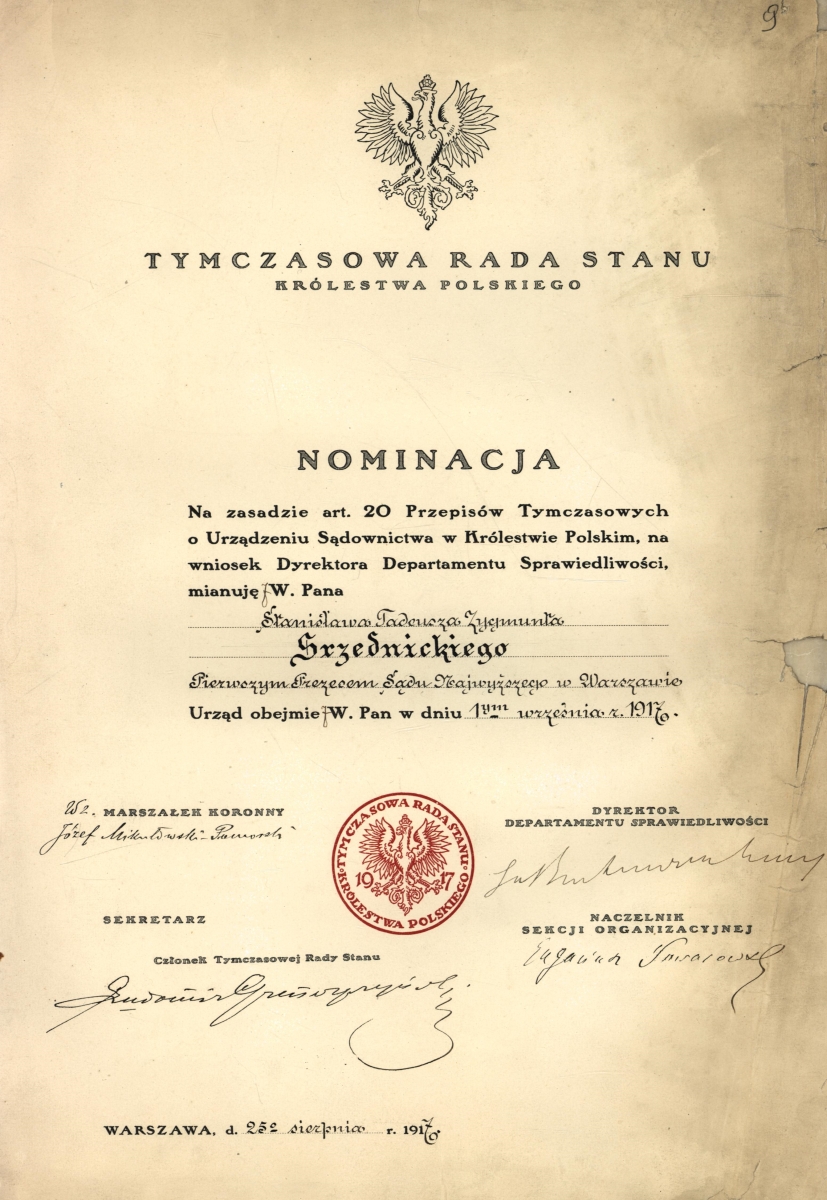 9
TYMCZASOWA RADA STANU
KRÓLESTWA POLSKIEGO
NOMINACJA
Na zasadzie art. 20 Przepisów Tymczasowych
o Urządzeniu Sądownictwa w Królestwie Polskim, na
wniosek Dyrektora Departamentu Sprawiedliwości,
mianuję JW. Pana
Stanisława Tadeusza Zygmunta
Srzednickiego
Pierwszym Prezesem Sądu Najwyższego w Warszawie
Urząd obejmie JW. Pan w dniu 1ym września r. 1917.
Wz. MARSZAŁEK KORONNY
Józef Mikułowski-Pomorski
TYMCZASOWA RADA STANU
1917
KRÓLESTWA POLSKIEGO
DYREKTOR
DEPARTAMENTU SPRAWIEDLIWOŚCI
SEKRETARZ
NACZELNIK
SEKCJI ORGANIZACYJNEJ
Członek Tymczasowej Rady Stanu
WARSZAWA, d. 25º sierpnia r. 1917.